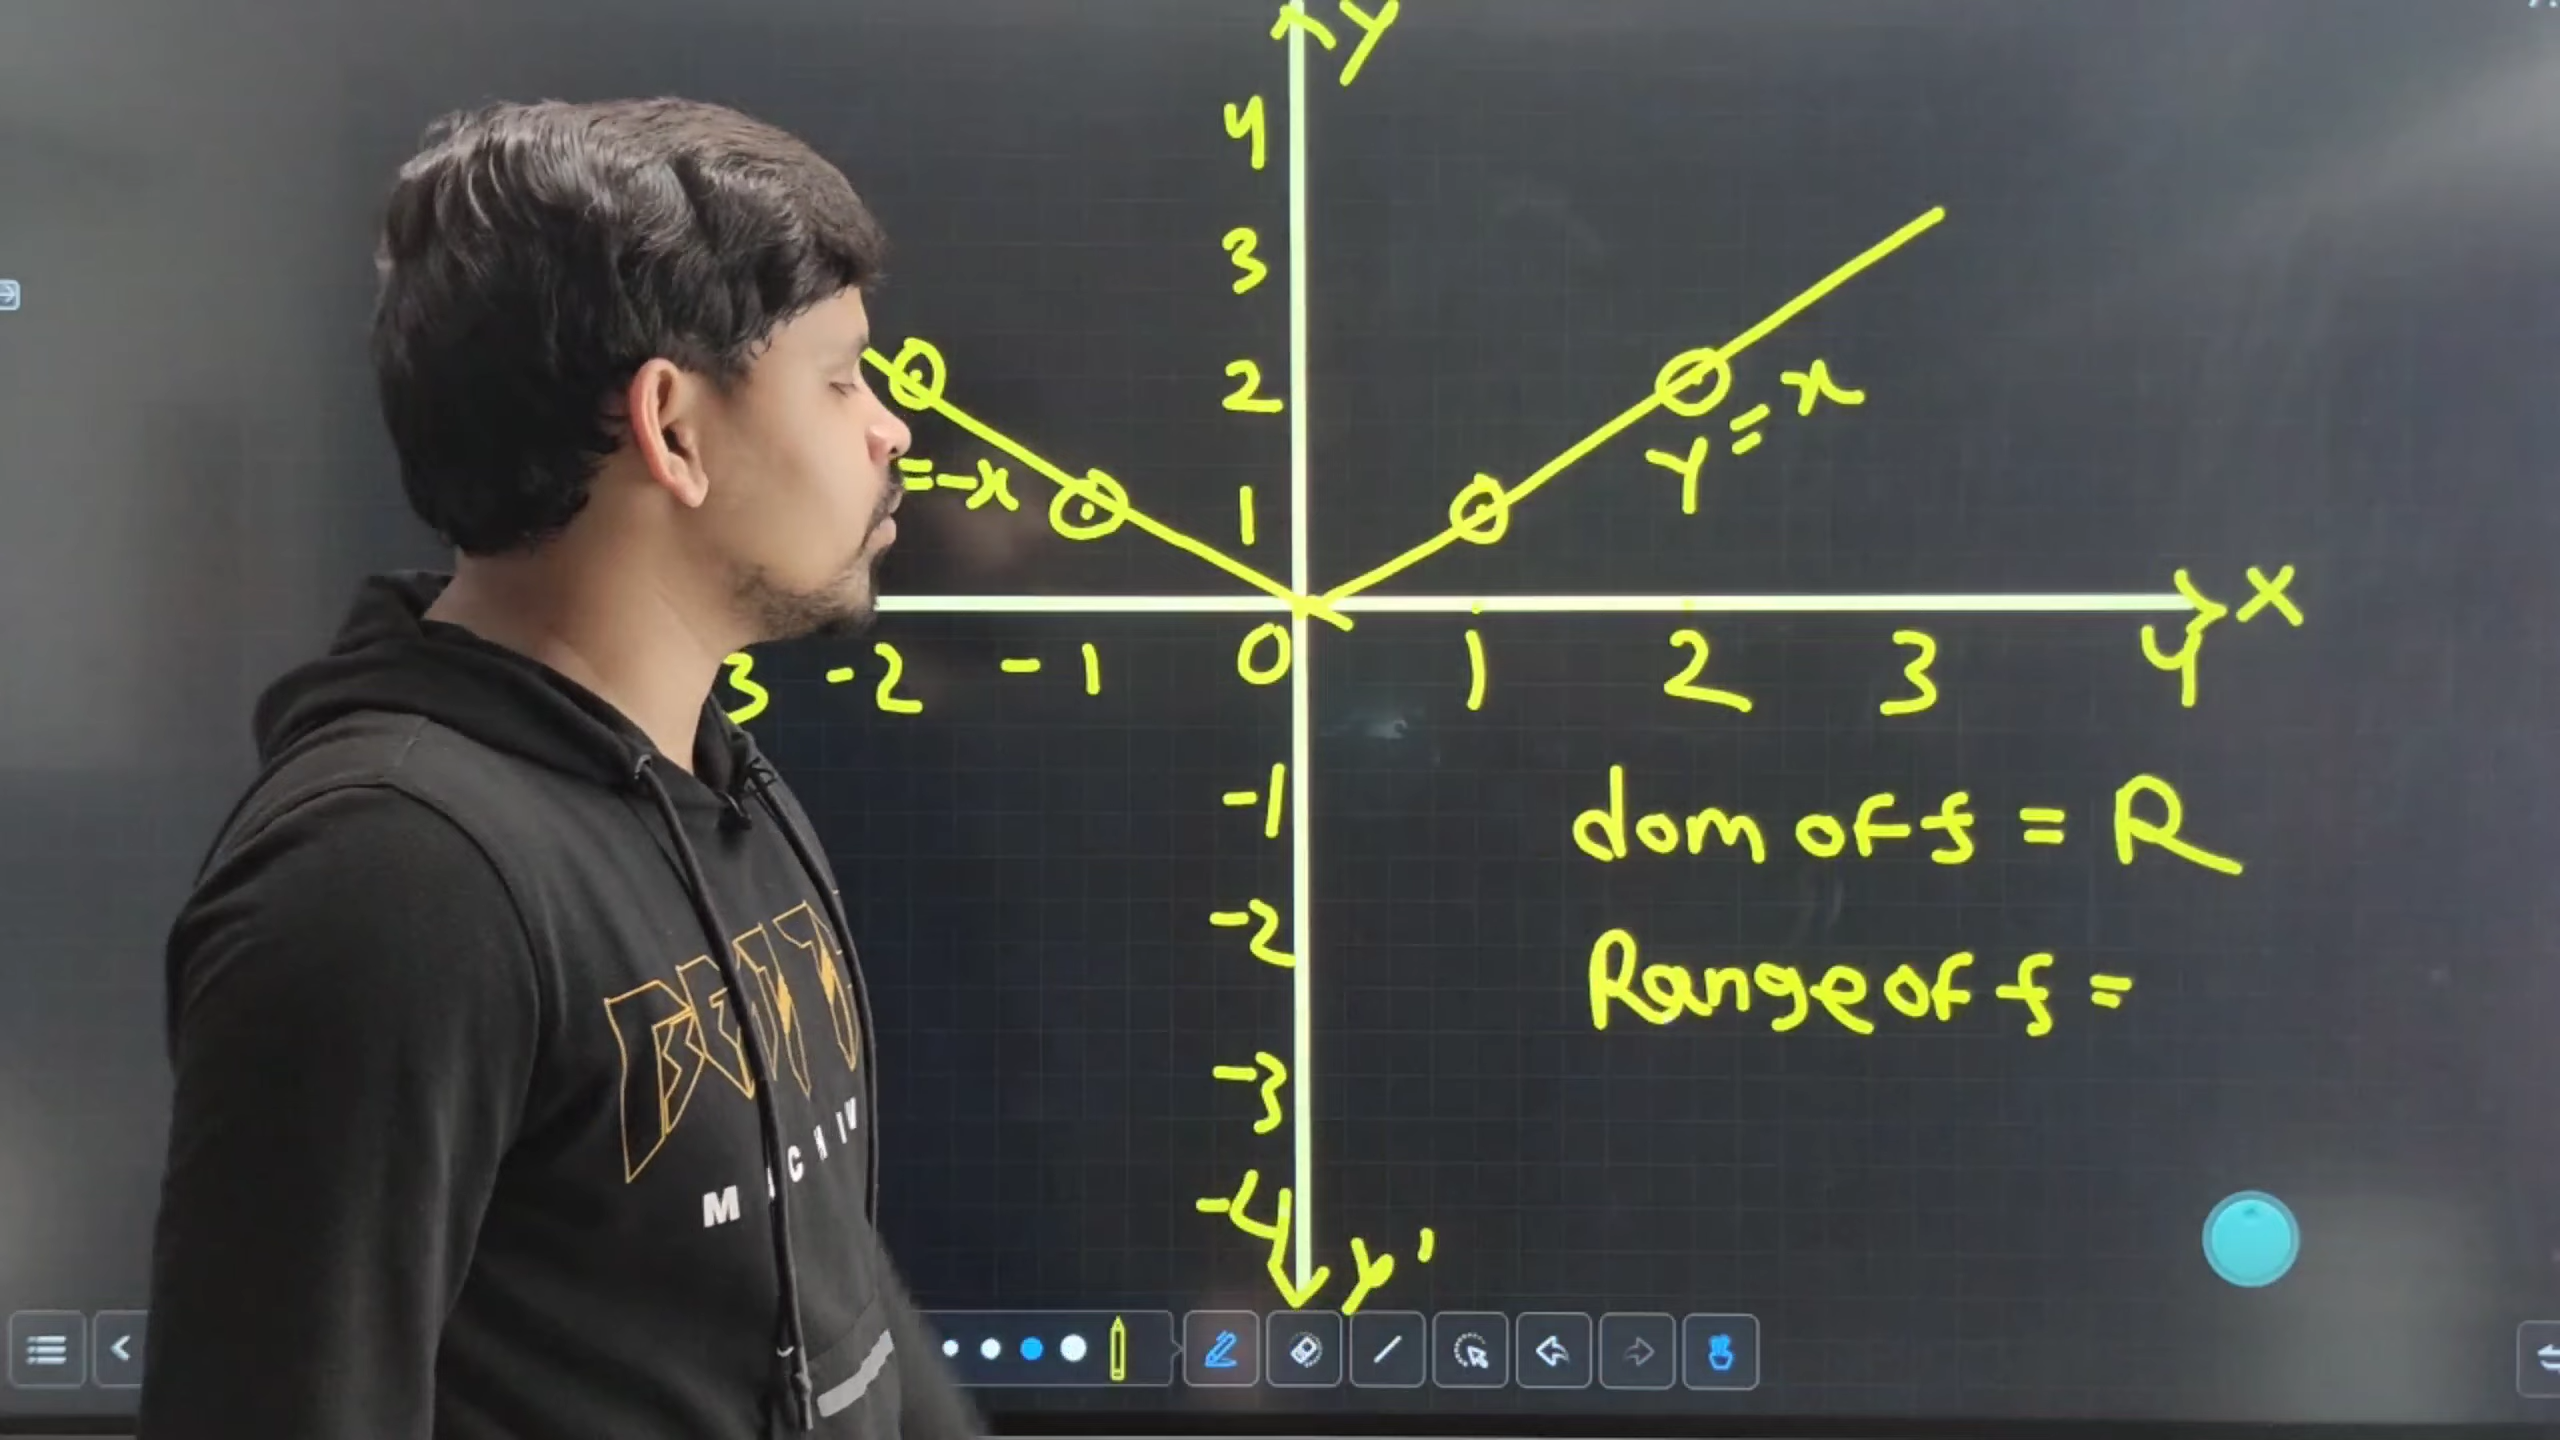 Y
4
3
2
= -x
y = x
1
X
3 -2 -1 0 1 2 3 4
-1
dom of f = R
-2
Range of f =
-3
-4
y'